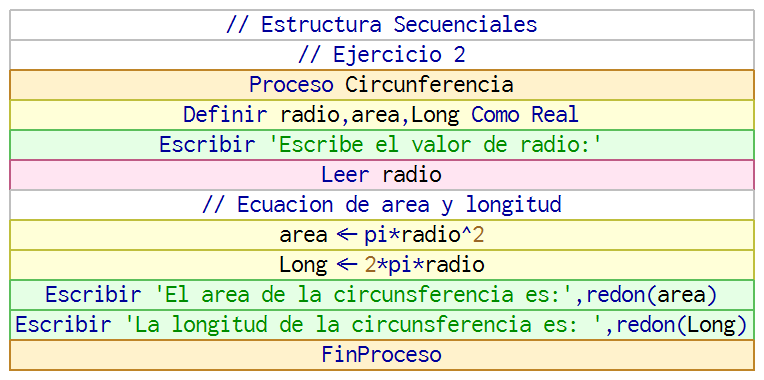 // Estructura Secuenciales
// Ejercicio 2
Proceso Circunferencia
Definir radio,area,Long Como Real
Escribir 'Escribe el valor de radio:'
Leer radio
// Ecuacion de area y longitud
area ← pi*radio^2
Long ← 2*pi*radio
Escribir 'El area de la circunsferencia es:',redon(area)
Escribir 'La longitud de la circunsferencia es: ',redon(Long)
FinProceso